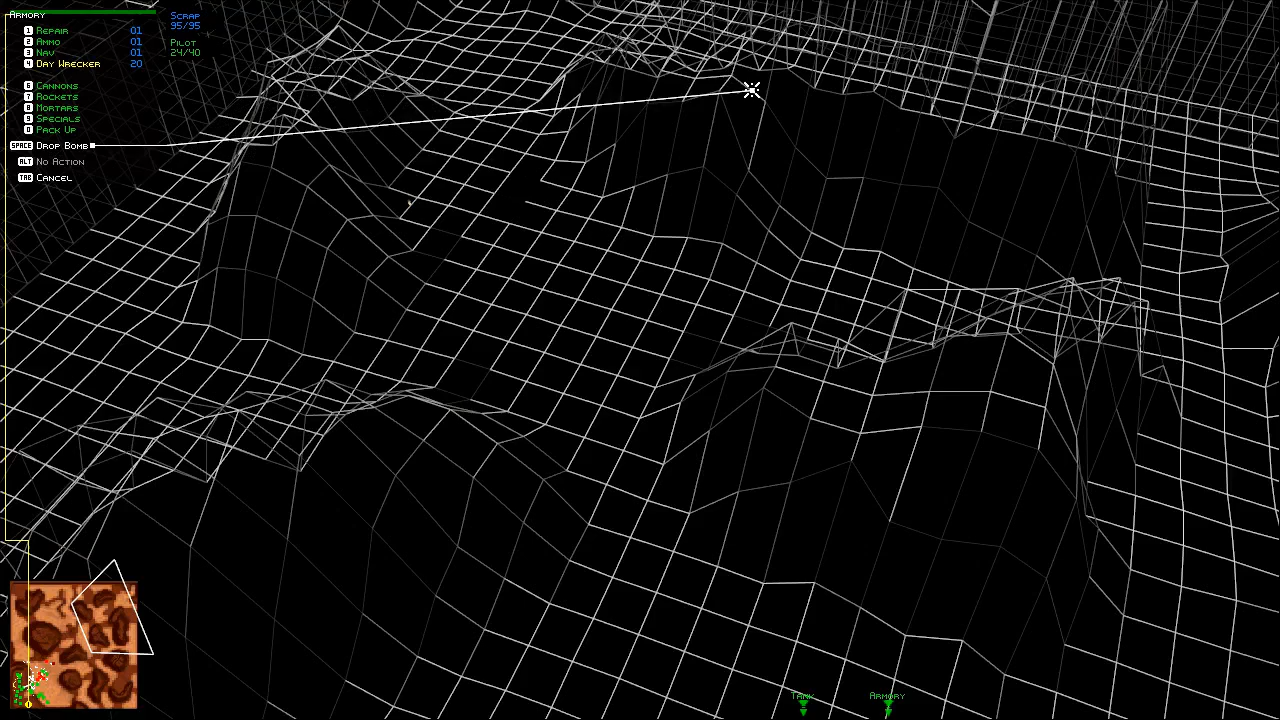 Armory
1 Repair 01
2 Ammo 01
3 Nav 01
4 Day Wrecker 20
6 Cannons
7 Rockets
8 Mortars
9 Specials
0 Pack Up
SPACE Drop Bomb
ALT No Action
TAB Cancel
Scrap
95/95
Pilot
24/40
Tank
Armory